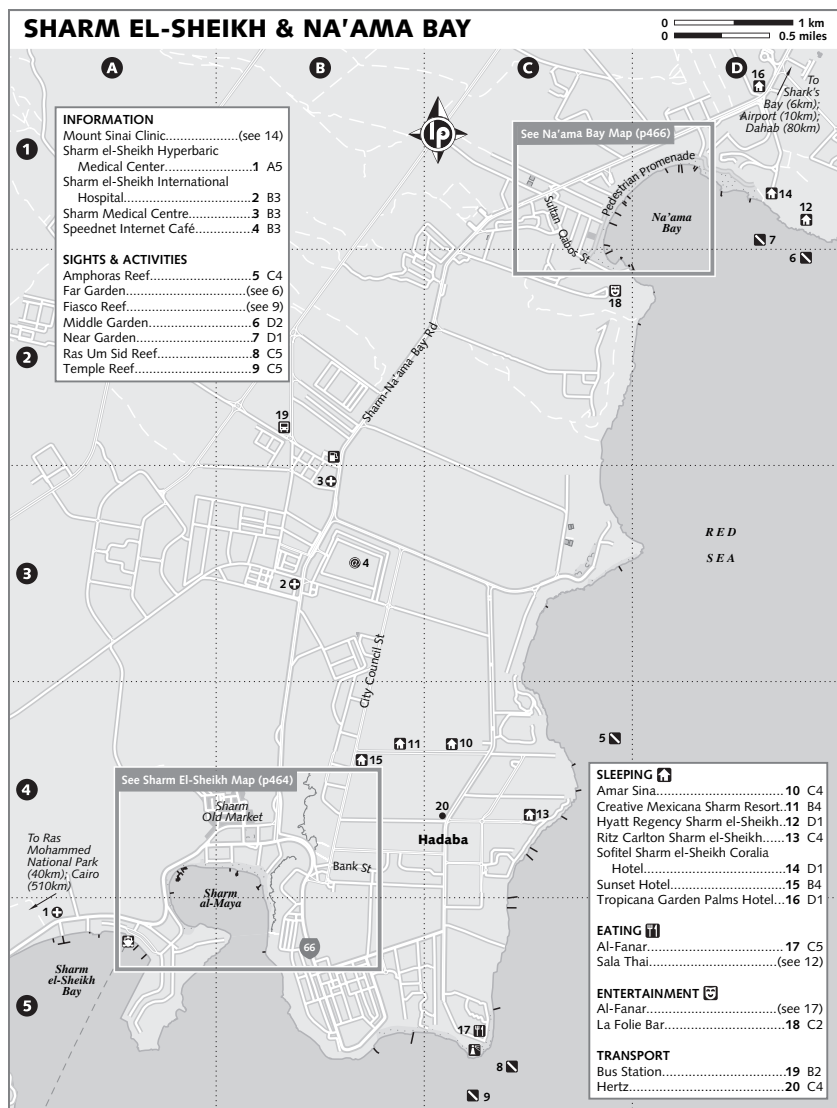 SHARM EL-SHEIKH & NA'AMA BAY
0 1 km
0 0.5 miles
A
B
C
D
1
2
3
4
5
INFORMATION
Mount Sinai Clinic.......................(see 14)
Sharm el-Sheikh Hyperbaric
Medical Center...................1 A5
Sharm el-Sheikh International
Hospital...............................2 B3
Sharm Medical Centre...............3 B3
Speednet Internet Café..............4 B3
SIGHTS & ACTIVITIES
Amphoras Reef.........................5 C4
Far Garden................................(see 6)
Fiasco Reef................................(see 9)
Middle Garden..........................6 D2
Near Garden.............................7 D1
Ras Um Sid Reef.......................8 C5
Temple Reef.............................9 C5
lp
16
To
Shark's
Bay (6km);
Airport (10km);
Dahab (80km)
See Na'ama Bay Map (p466)
Pedestrian Promenade
Sultan Qabos St
Na'ama
Bay
14
12
7
6
18
Sharm-Na'ama Bay Rd
19
3
@ 4
2
RED
SEA
City Council St
5
11
10
15
See Sharm El-Sheikh Map (p464)
Sharm
Old Market
20
13
Hadaba
To Ras
Mohammed
National Park
(40km); Cairo
(510km)
Bank St
Sharm
al-Maya
1
66
Sharm
el-Sheikh
Bay
17
8
9
SLEEPING
Amar Sina................................10 C4
Creative Mexicana Sharm Resort..11 B4
Hyatt Regency Sharm el-Sheikh..12 D1
Ritz Carlton Sharm el-Sheikh......13 C4
Sofitel Sharm el-Sheikh Coralia
Hotel.................................14 D1
Sunset Hotel............................15 B4
Tropicana Garden Palms Hotel...16 D1
EATING
Al-Fanar..................................17 C5
Sala Thai..................................(see 12)
ENTERTAINMENT
Al-Fanar..................................(see 17)
La Folie Bar..............................18 C2
TRANSPORT
Bus Station..............................19 B2
Hertz.......................................20 C4